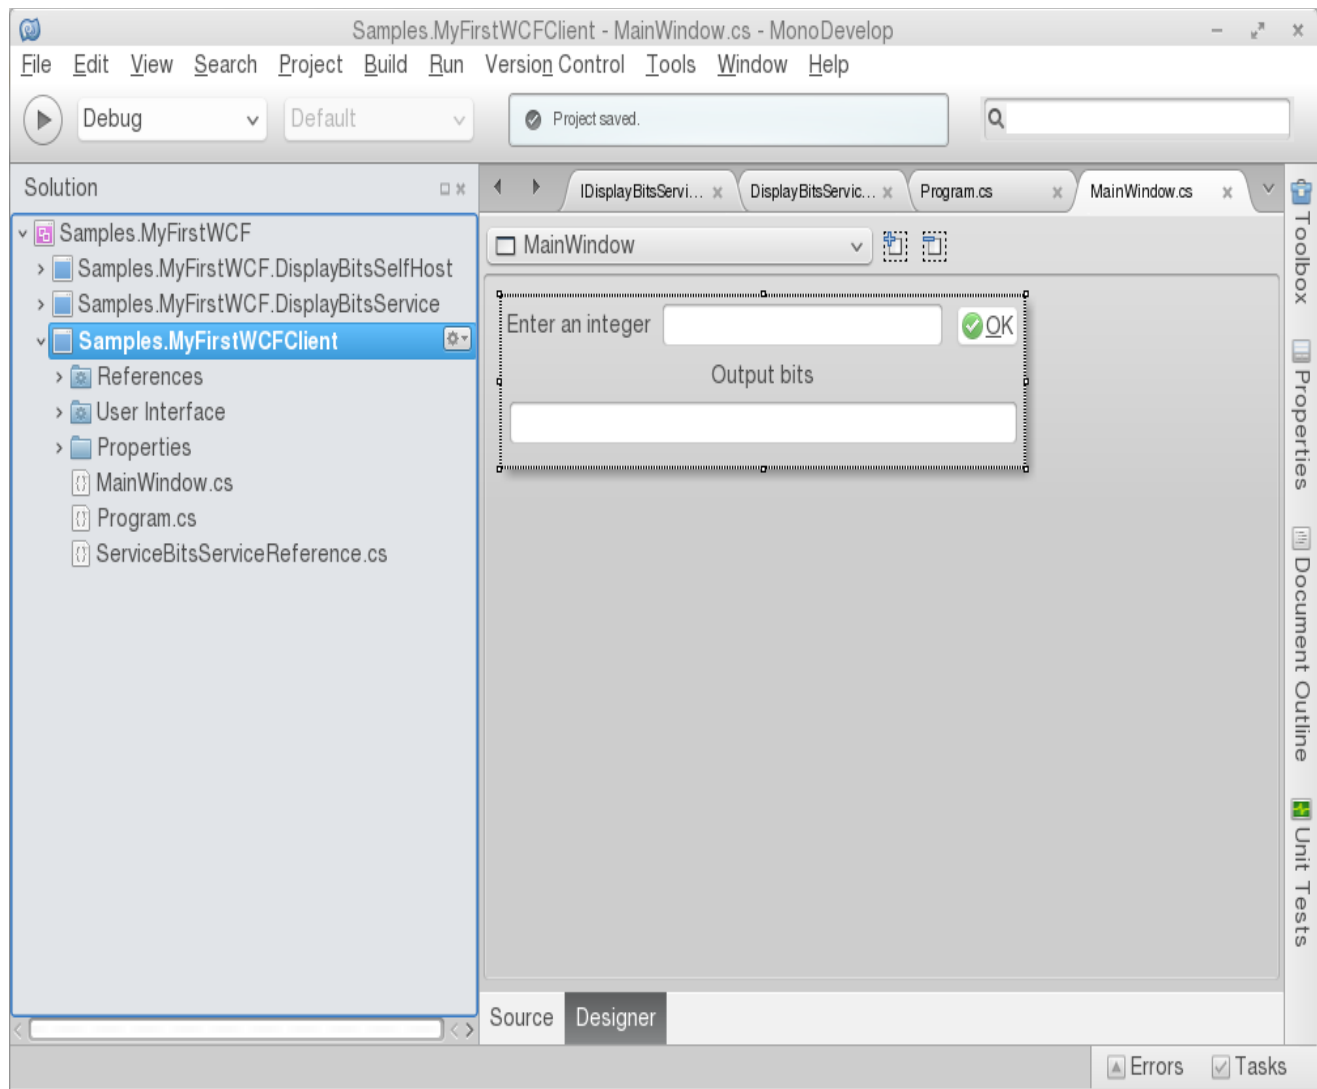 Samples.MyFirstWCFClient - MainWindow.cs - MonoDevelop
File Edit View Search Project Build Run Version Control Tools Window Help
Debug Default Project saved.
Solution
IDisplayBitsServi... DisplayBitsServic... Program.cs MainWindow.cs
Samples.MyFirstWCF
Samples.MyFirstWCF.DisplayBitsSelfHost
Samples.MyFirstWCF.DisplayBitsService
Samples.MyFirstWCFClient
References
User Interface
Properties
MainWindow.cs
Program.cs
ServiceBitsServiceReference.cs
MainWindow
Enter an integer OK
Output bits
Source Designer
Toolbox
Properties
Document Outline
Unit Tests
Errors Tasks